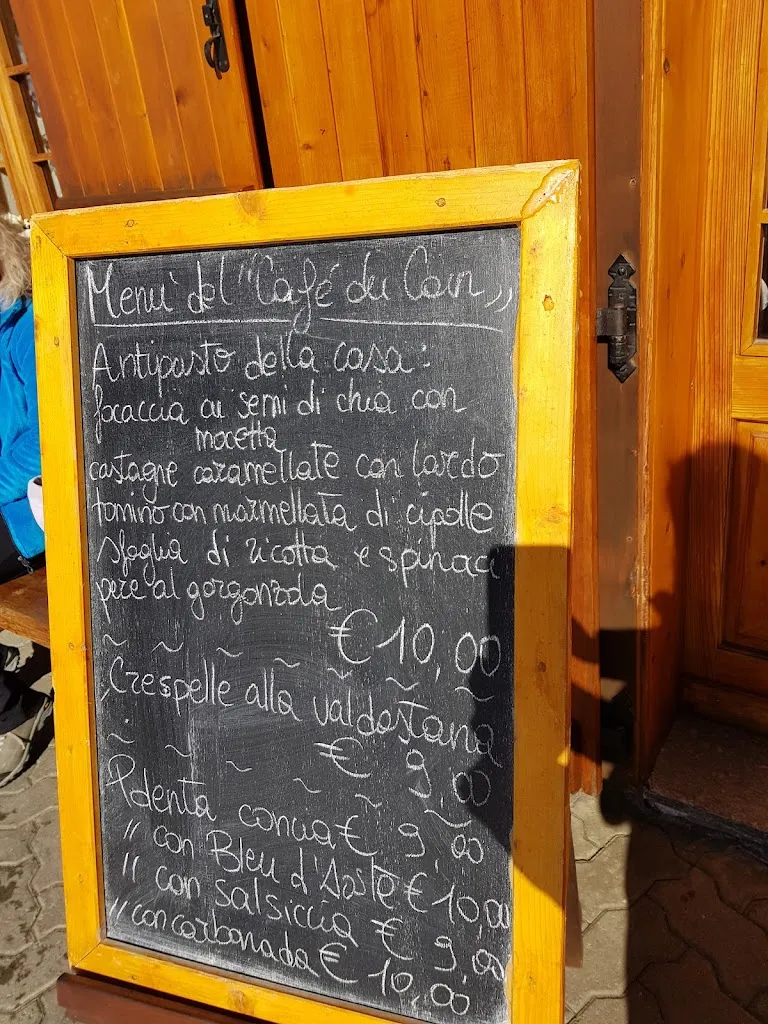 Menu' del "Café du Coin"
Antipasto della casa:
focaccia ai semi di chia con
mocetta
castagne caramellate con lardo
tomino con marmellata di cipolle
sfoglia di ricotta e spinaci
pere al gorgonzola
€ 10,00
~ ~ ~ ~ ~ ~ ~
Crespelle alla valdostana
€ 9,00
~ ~ ~ ~ ~ ~
Polenta concia € 9,00
" con Bleu d'Aoste € 10,00
" con salsiccia € 9,00
" con carbonada € 10,00